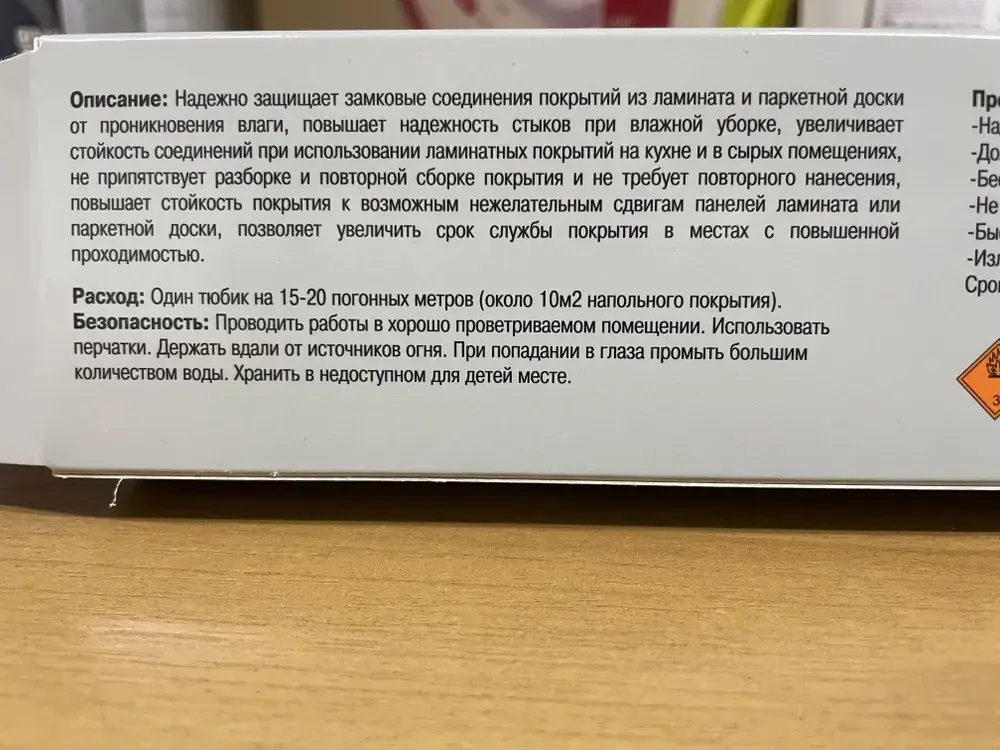 Описание: Надежно защищает замковые соединения покрытий из ламината и паркетной доски
от проникновения влаги, повышает надежность стыков при влажной уборке, увеличивает
стойкость соединений при использовании ламинатных покрытий на кухне и в сырых помещениях,
не припятствует разборке и повторной сборке покрытия и не требует повторного нанесения,
повышает стойкость покрытия к возможным нежелательным сдвигам панелей ламината или
паркетной доски, позволяет увеличить срок службы покрытия в местах с повышенной
проходимостью.
Расход: Один тюбик на 15-20 погонных метров (около 10м2 напольного покрытия).
Безопасность: Проводить работы в хорошо проветриваемом помещении. Использовать
перчатки. Держать вдали от источников огня. При попадании в глаза промыть большим
количеством воды. Хранить в недоступном для детей месте.
-Не
3